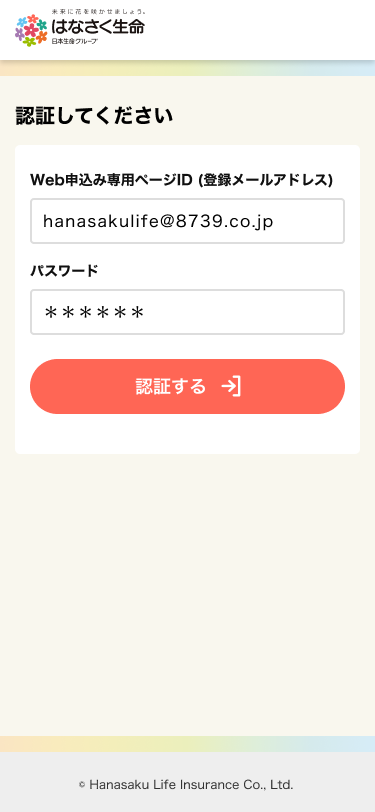 未来に花を咲かせましょう。
はなさく生命
日本生命グループ
認証してください
Web申込み専用ページID (登録メールアドレス)
hanasakulife@8739.co.jp
パスワード
＊＊＊＊＊＊
認証する
© Hanasaku Life Insurance Co., Ltd.